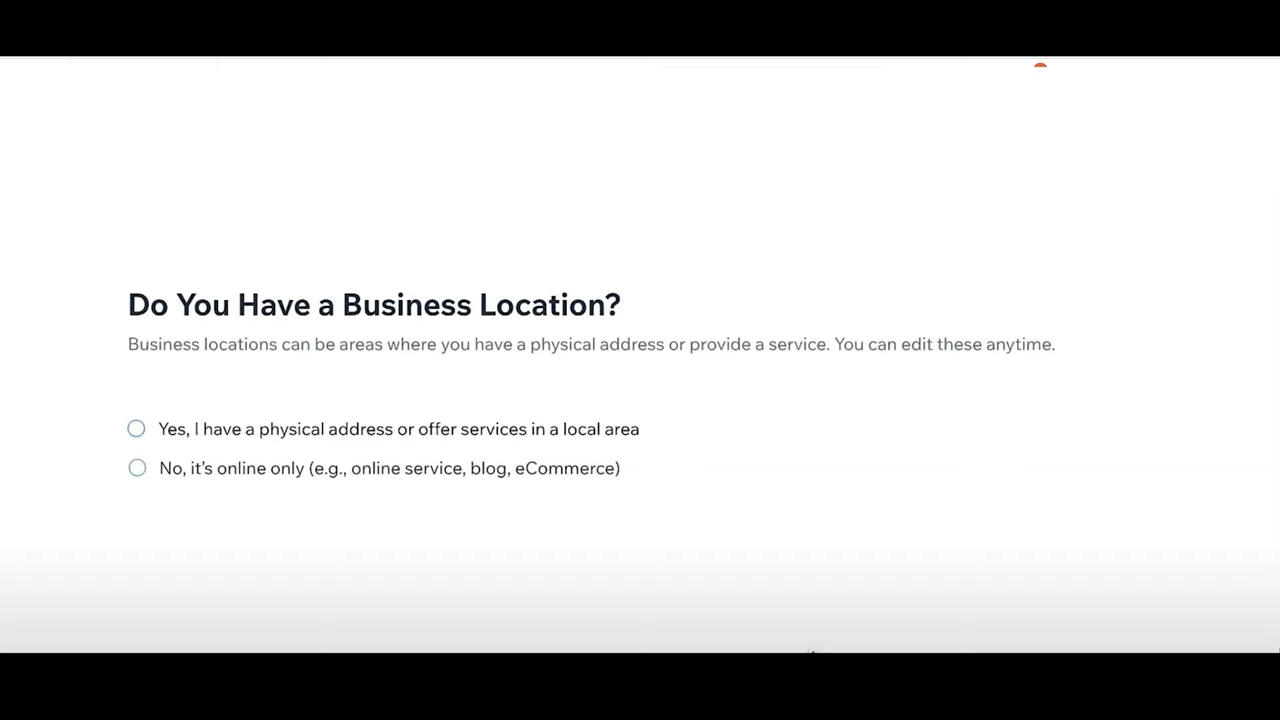 Do You Have a Business Location?
Business locations can be areas where you have a physical address or provide a service. You can edit these anytime.
Yes, I have a physical address or offer services in a local area
No, it's online only (e.g., online service, blog, eCommerce)